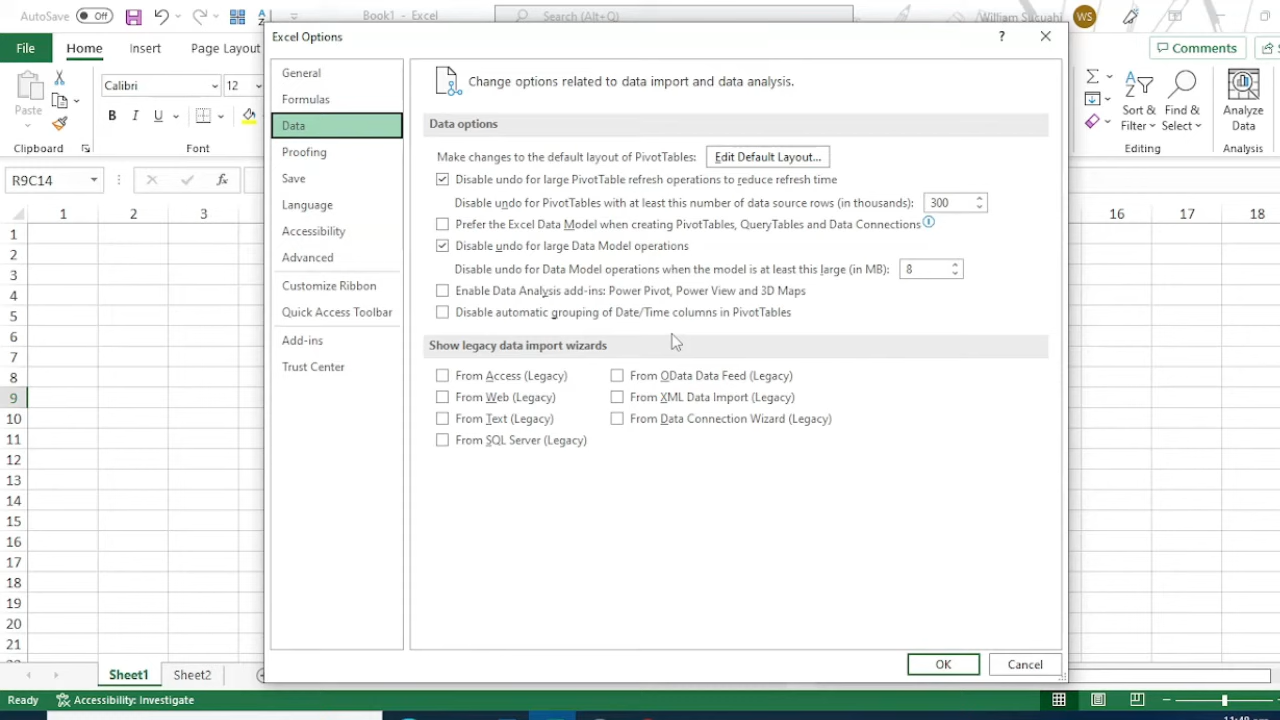 AutoSave Off Book1 - Excel Search (Alt+Q) William Sucuahi WS
File Home Insert Page Layout Comments
Paste
Clipboard
Calibri 12
B I U
Font
Sort & Filter
Find & Select
Editing
Analyze Data
Analysis
R9C14 fx
1 2 3 16 17 18
1
2
3
4
5
6
7
8
9
10
11
12
13
14
15
16
17
18
19
20
21
Excel Options ?
General
Formulas
Data
Proofing
Save
Language
Accessibility
Advanced
Customize Ribbon
Quick Access Toolbar
Add-ins
Trust Center
Change options related to data import and data analysis.
Data options
Make changes to the default layout of PivotTables: Edit Default Layout...
Disable undo for large PivotTable refresh operations to reduce refresh time
Disable undo for PivotTables with at least this number of data source rows (in thousands): 300
Prefer the Excel Data Model when creating PivotTables, QueryTables and Data Connections
Disable undo for large Data Model operations
Disable undo for Data Model operations when the model is at least this large (in MB): 8
Enable Data Analysis add-ins: Power Pivot, Power View and 3D Maps
Disable automatic grouping of Date/Time columns in PivotTables
Show legacy data import wizards
From Access (Legacy) From OData Data Feed (Legacy)
From Web (Legacy) From XML Data Import (Legacy)
From Text (Legacy) From Data Connection Wizard (Legacy)
From SQL Server (Legacy)
OK Cancel
Sheet1 Sheet2
Ready Accessibility: Investigate